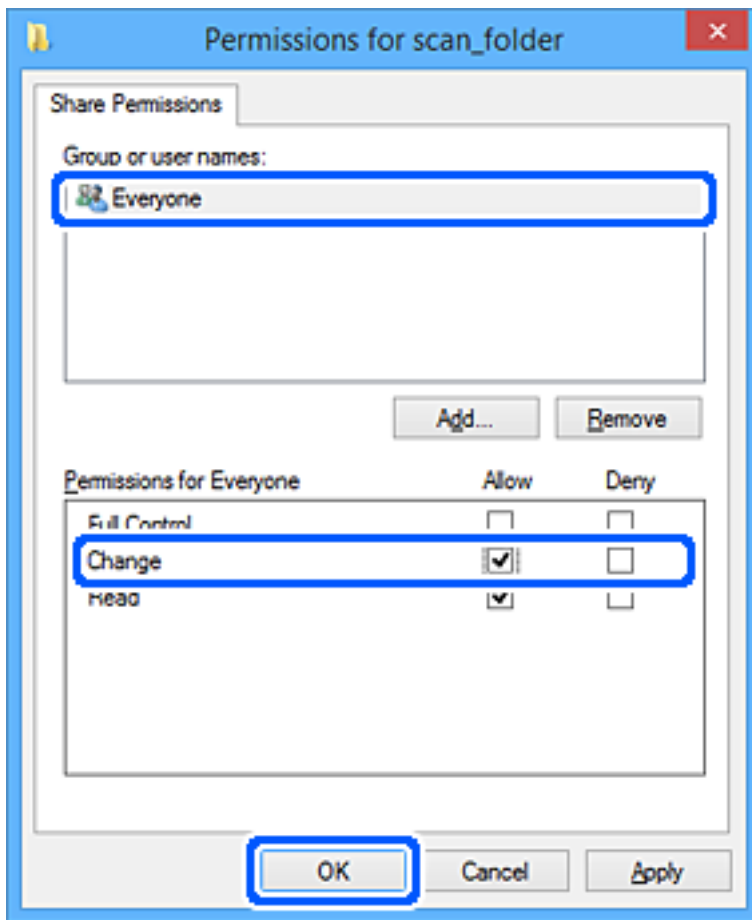 Permissions for scan_folder
Share Permissions
Group or user names:
Everyone
Add... Remove
Permissions for Everyone Allow Deny
Full Control
Change
Read
OK Cancel Apply